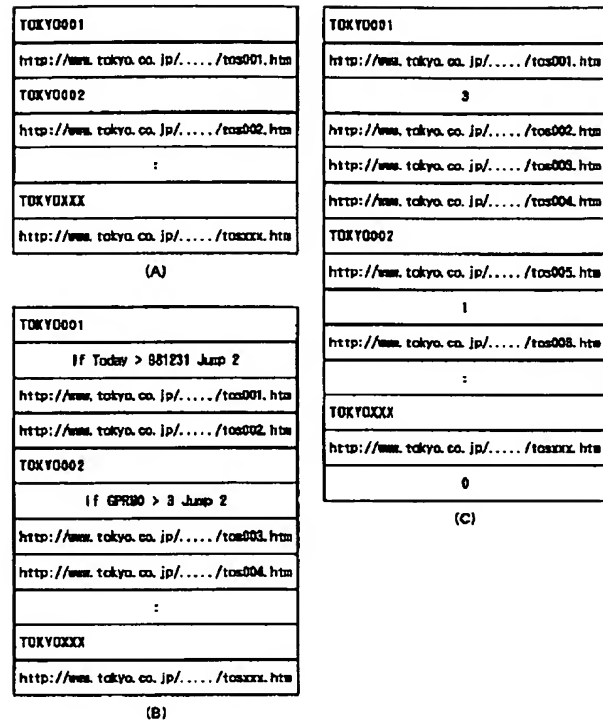 TOKYO001
http://www.tokyo.co.jp/...../tos001.htm
TOKYO002
http://www.tokyo.co.jp/...../tos002.htm
:
TOKYOXXX
http://www.tokyo.co.jp/...../tosxxx.htm
(A)
TOKYO001
If Today > 981231 Jump 2
http://www.tokyo.co.jp/...../tos001.htm
http://www.tokyo.co.jp/...../tos002.htm
TOKYO002
If GPRM0 > 3 Jump 2
http://www.tokyo.co.jp/...../tos003.htm
http://www.tokyo.co.jp/...../tos004.htm
:
TOKYOXXX
http://www.tokyo.co.jp/...../tosxxx.htm
(B)
TOKYO001
http://www.tokyo.co.jp/...../tos001.htm
3
http://www.tokyo.co.jp/...../tos002.htm
http://www.tokyo.co.jp/...../tos003.htm
http://www.tokyo.co.jp/...../tos004.htm
TOKYO002
http://www.tokyo.co.jp/...../tos005.htm
1
http://www.tokyo.co.jp/...../tos006.htm
:
TOKYOXXX
http://www.tokyo.co.jp/...../tosxxx.htm
0
(C)